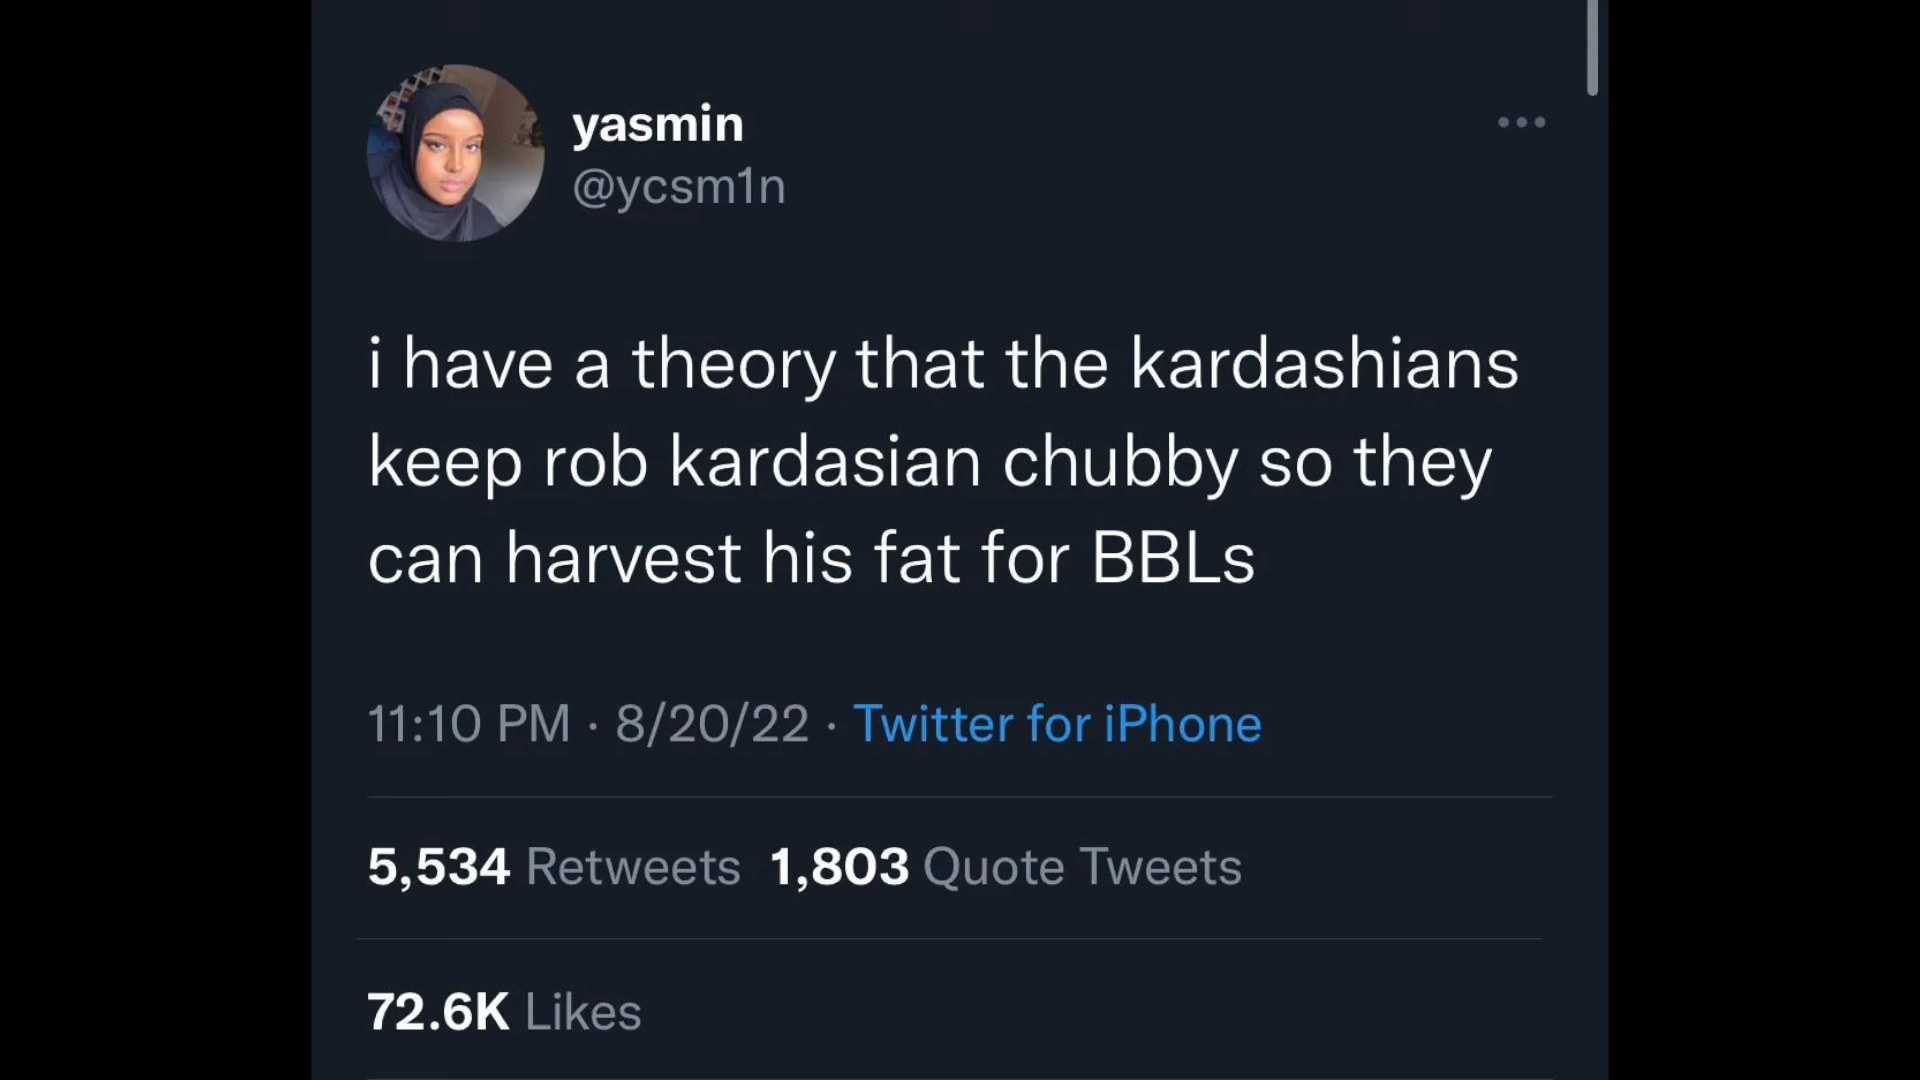 yasmin
@ycsm1n
i have a theory that the kardashians
keep rob kardasian chubby so they
can harvest his fat for BBLs
11:10 PM · 8/20/22 · Twitter for iPhone
5,534 Retweets 1,803 Quote Tweets
72.6K Likes